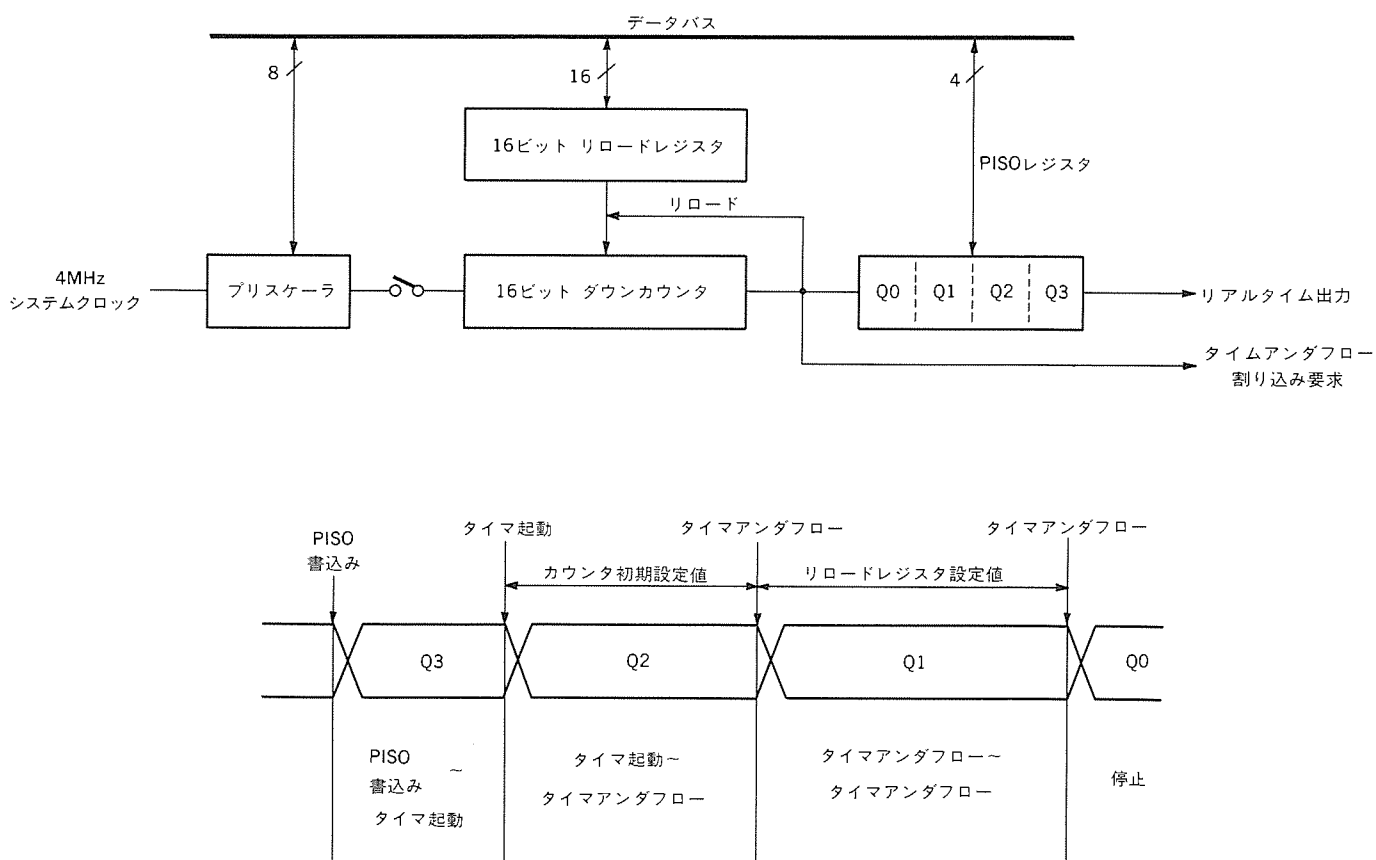 データバス
8
16
4
16ビット リロードレジスタ
PISOレジスタ
リロード
4MHz
システムクロック
プリスケーラ
16ビット ダウンカウンタ
Q0
Q1
Q2
Q3
リアルタイム出力
タイムアンダフロー
割り込み要求
PISO
書込み
タイマ起動
タイマアンダフロー
タイマアンダフロー
カウンタ初期設定値
リロードレジスタ設定値
Q3
Q2
Q1
Q0
PISO
書込み ~
タイマ起動
タイマ起動~
タイマアンダフロー
タイマアンダフロー~
タイマアンダフロー
停止